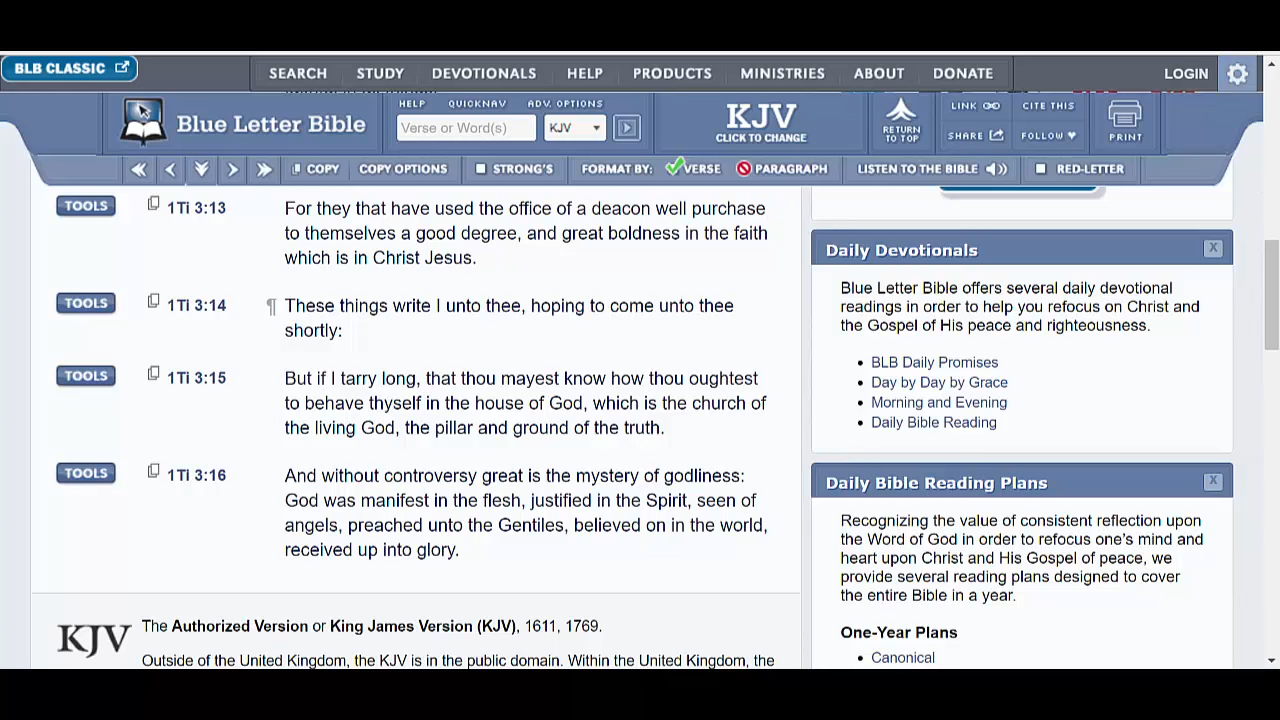 BLB CLASSIC
SEARCH STUDY DEVOTIONALS HELP PRODUCTS MINISTRIES ABOUT DONATE LOGIN
Blue Letter Bible
HELP QUICKNAV ADV. OPTIONS
Verse or Word(s) KJV
KJV
CLICK TO CHANGE
RETURN
TO TOP
LINK CITE THIS
SHARE FOLLOW
PRINT
COPY COPY OPTIONS STRONG'S FORMAT BY: VERSE PARAGRAPH LISTEN TO THE BIBLE RED-LETTER
TOOLS 1Ti 3:13 For they that have used the office of a deacon well purchase
to themselves a good degree, and great boldness in the faith
which is in Christ Jesus.
TOOLS 1Ti 3:14 ¶ These things write I unto thee, hoping to come unto thee
shortly:
TOOLS 1Ti 3:15 But if I tarry long, that thou mayest know how thou oughtest
to behave thyself in the house of God, which is the church of
the living God, the pillar and ground of the truth.
TOOLS 1Ti 3:16 And without controversy great is the mystery of godliness:
God was manifest in the flesh, justified in the Spirit, seen of
angels, preached unto the Gentiles, believed on in the world,
received up into glory.
KJV The Authorized Version or King James Version (KJV), 1611, 1769.
Outside of the United Kingdom, the KJV is in the public domain. Within the United Kingdom, the
Daily Devotionals X
Blue Letter Bible offers several daily devotional
readings in order to help you refocus on Christ and
the Gospel of His peace and righteousness.
• BLB Daily Promises
• Day by Day by Grace
• Morning and Evening
• Daily Bible Reading
Daily Bible Reading Plans X
Recognizing the value of consistent reflection upon
the Word of God in order to refocus one's mind and
heart upon Christ and His Gospel of peace, we
provide several reading plans designed to cover
the entire Bible in a year.
One-Year Plans
• Canonical